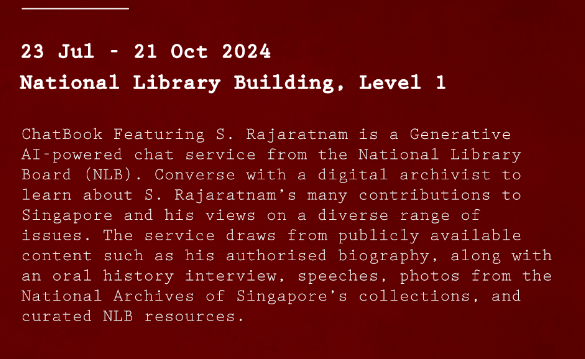 23 Jul - 21 Oct 2024
National Library Building, Level 1
ChatBook Featuring S. Rajaratnam is a Generative
AI-powered chat service from the National Library
Board (NLB). Converse with a digital archivist to
learn about S. Rajaratnam's many contributions to
Singapore and his views on a diverse range of
issues. The service draws from publicly available
content such as his authorised biography, along with
an oral history interview, speeches, photos from the
National Archives of Singapore's collections, and
curated NLB resources.